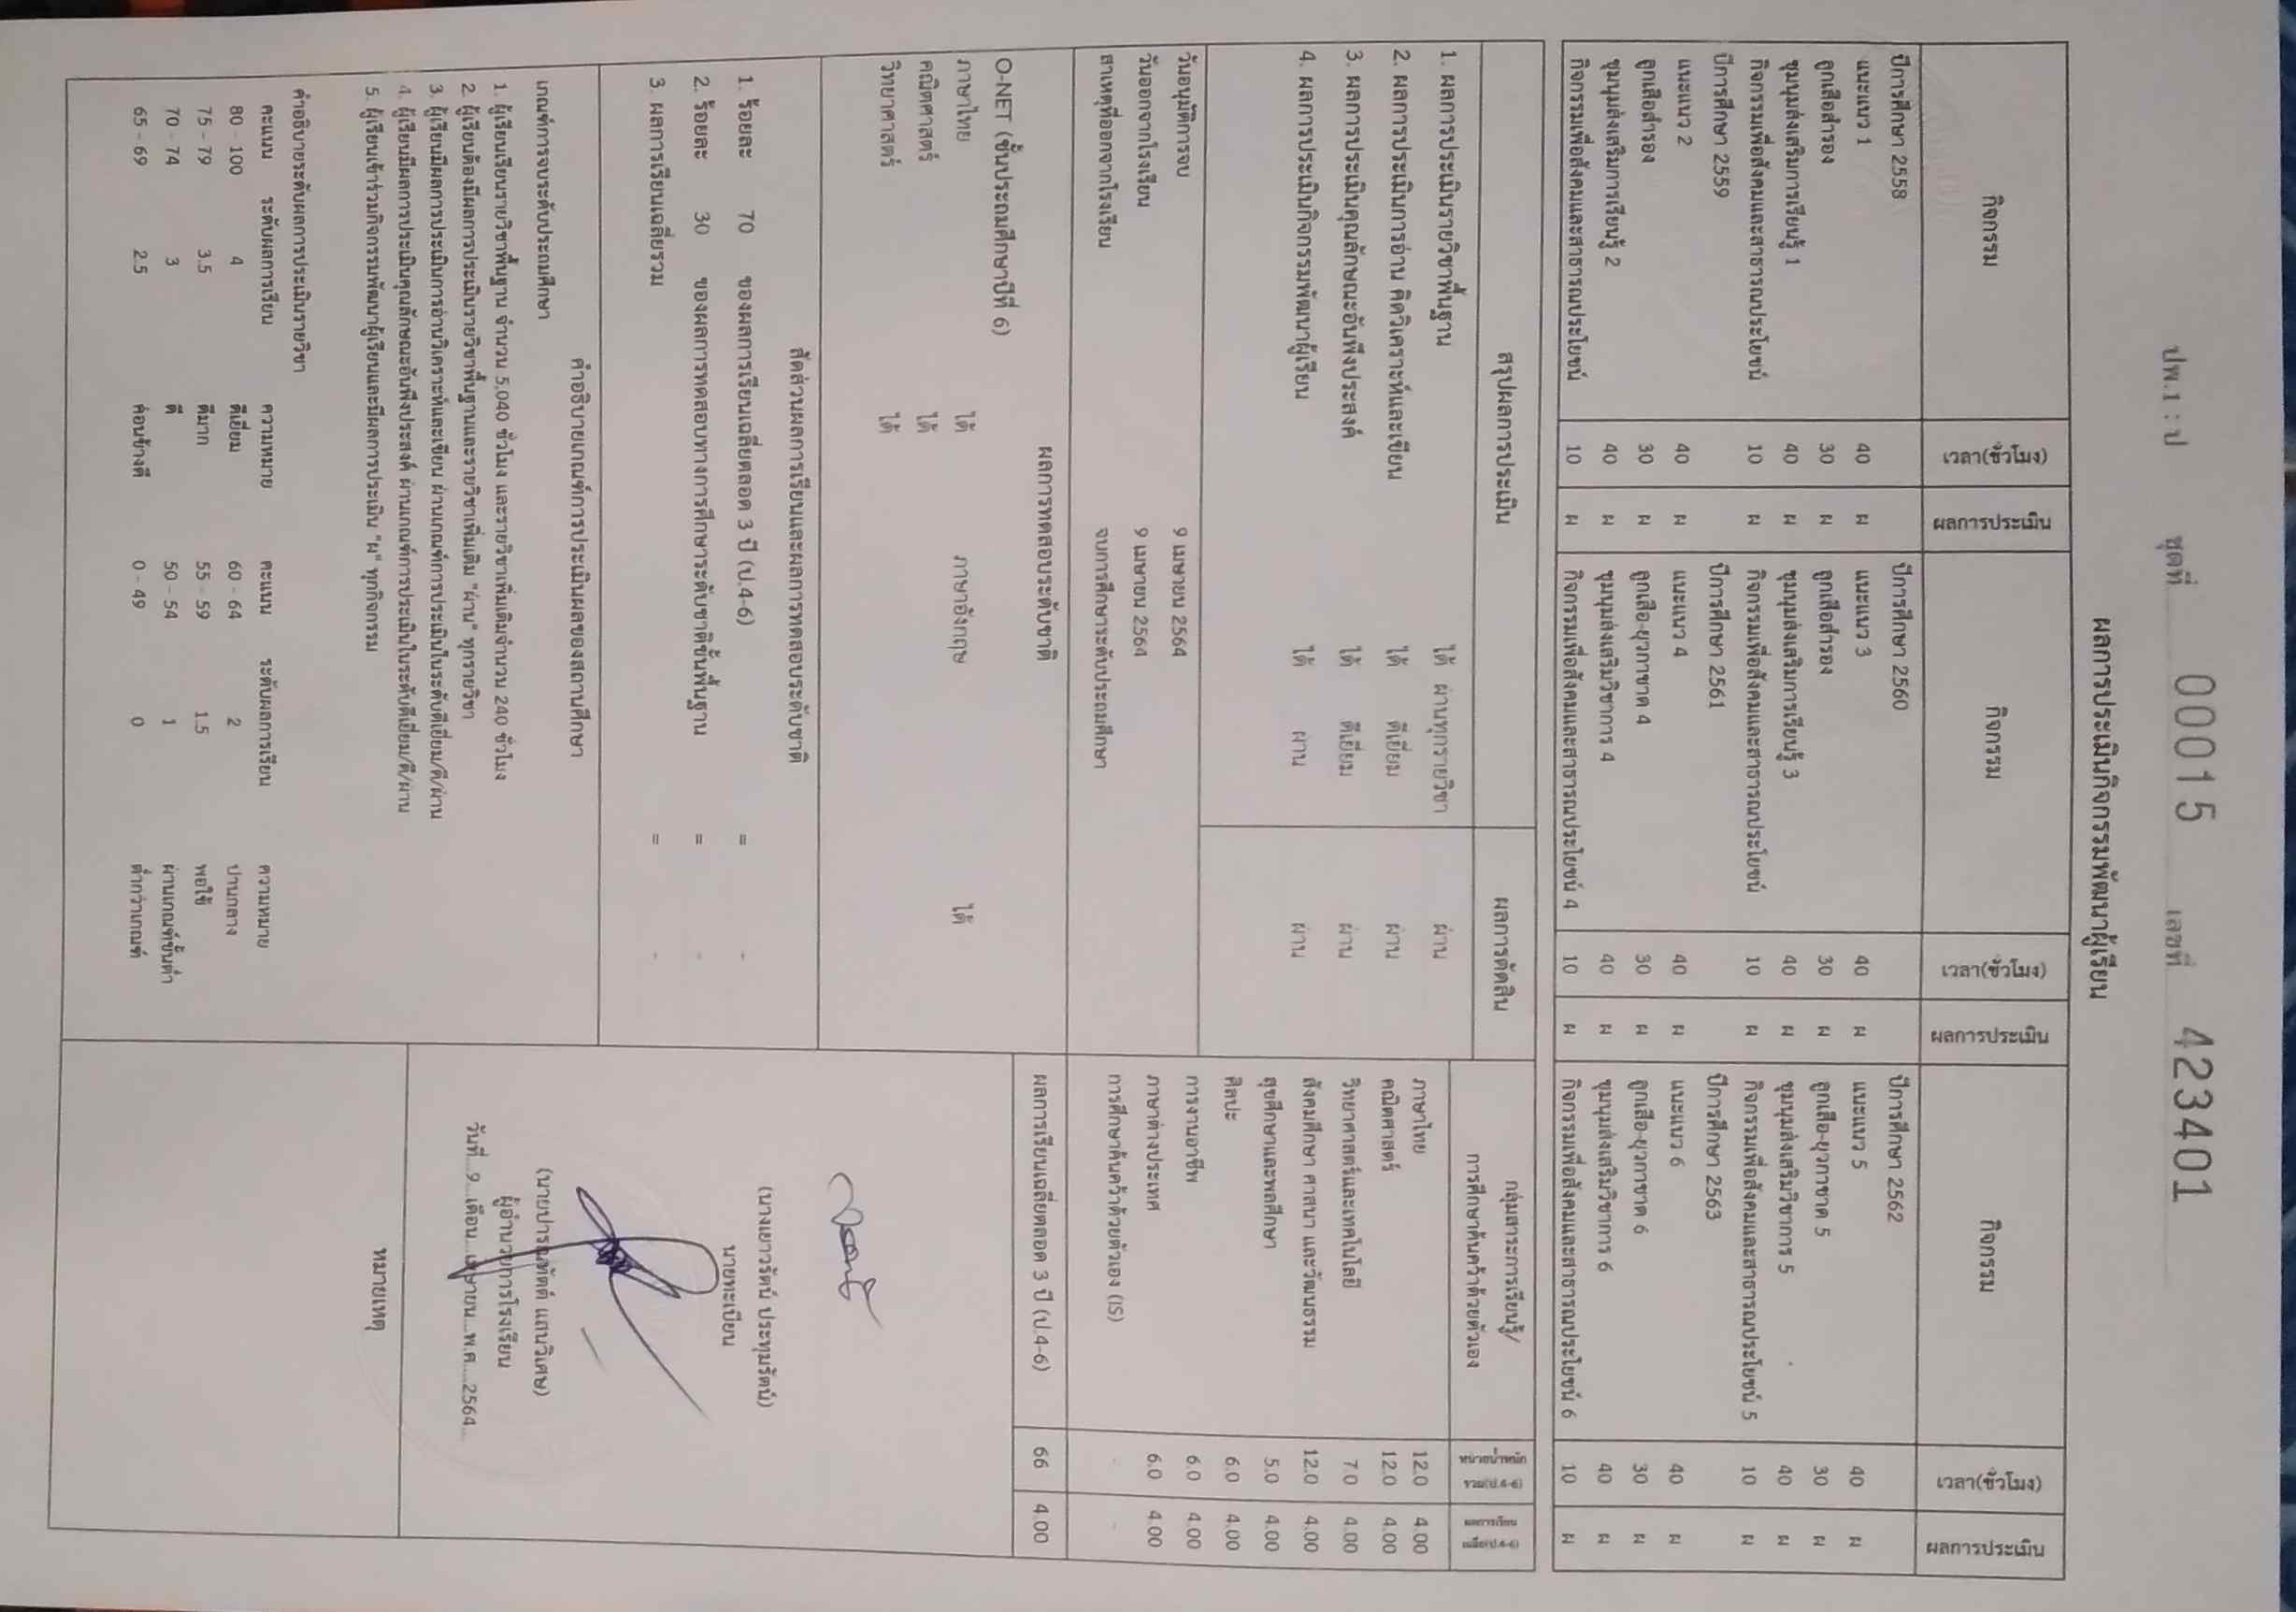 ปพ.1 : ป ชุดที่ 00015 เลขที่ 423401
ผลการประเมินกิจกรรมพัฒนาผู้เรียน
กิจกรรม เวลา(ชั่วโมง) ผลการประเมิน กิจกรรม เวลา(ชั่วโมง) ผลการประเมิน กิจกรรม เวลา(ชั่วโมง) ผลการประเมิน
ปีการศึกษา 2558 ปีการศึกษา 2560 ปีการศึกษา 2562
แนะแนว 1 40 ผ แนะแนว 3 40 ผ แนะแนว 5 40 ผ
ลูกเสือสำรอง 30 ผ ลูกเสือสำรอง 30 ผ ลูกเสือ-ยุวกาชาด 5 30 ผ
ชุมนุมส่งเสริมการเรียนรู้ 1 40 ผ ชุมนุมส่งเสริมการเรียนรู้ 3 40 ผ ชุมนุมส่งเสริมวิชาการ 5 40 ผ
กิจกรรมเพื่อสังคมและสาธารณประโยชน์ 10 ผ กิจกรรมเพื่อสังคมและสาธารณประโยชน์ 10 ผ กิจกรรมเพื่อสังคมและสาธารณประโยชน์ 5 10 ผ
ปีการศึกษา 2559 ปีการศึกษา 2561 ปีการศึกษา 2563
แนะแนว 2 40 ผ แนะแนว 4 40 ผ แนะแนว 6 40 ผ
ลูกเสือสำรอง 30 ผ ลูกเสือ-ยุวกาชาด 4 30 ผ ลูกเสือ-ยุวกาชาด 6 30 ผ
ชุมนุมส่งเสริมการเรียนรู้ 2 40 ผ ชุมนุมส่งเสริมวิชาการ 4 40 ผ ชุมนุมส่งเสริมวิชาการ 6 40 ผ
กิจกรรมเพื่อสังคมและสาธารณประโยชน์ 10 ผ กิจกรรมเพื่อสังคมและสาธารณประโยชน์ 4 10 ผ กิจกรรมเพื่อสังคมและสาธารณประโยชน์ 6 10 ผ
สรุปผลการประเมิน ผลการตัดสิน
1. ผลการประเมินรายวิชาพื้นฐาน ได้ ผ่านทุกรายวิชา ผ่าน
2. ผลการประเมินการอ่าน คิดวิเคราะห์และเขียน ได้ ดีเยี่ยม ผ่าน
3. ผลการประเมินคุณลักษณะอันพึงประสงค์ ได้ ดีเยี่ยม ผ่าน
4. ผลการประเมินกิจกรรมพัฒนาผู้เรียน ได้ ผ่าน ผ่าน
วันอนุมัติการจบ 9 เมษายน 2564
วันออกจากโรงเรียน 9 เมษายน 2564
สาเหตุที่ออกจากโรงเรียน จบการศึกษาระดับประถมศึกษา
ผลการทดสอบระดับชาติ
O-NET (ชั้นประถมศึกษาปีที่ 6)
ภาษาไทย ได้ ภาษาอังกฤษ ได้
คณิตศาสตร์ ได้
วิทยาศาสตร์ ได้
สัดส่วนผลการเรียนและผลการทดสอบระดับชาติ
1. ร้อยละ 70 ของผลการเรียนเฉลี่ยตลอด 3 ปี (ป.4-6) = -
2. ร้อยละ 30 ของผลการทดสอบทางการศึกษาระดับชาติขั้นพื้นฐาน = -
3. ผลการเรียนเฉลี่ยรวม = -
คำอธิบายเกณฑ์การประเมินผลของสถานศึกษา
เกณฑ์การจบระดับประถมศึกษา
1. ผู้เรียนเรียนรายวิชาพื้นฐาน จำนวน 5,040 ชั่วโมง และรายวิชาเพิ่มเติมจำนวน 240 ชั่วโมง
2. ผู้เรียนต้องมีผลการประเมินรายวิชาพื้นฐานและรายวิชาเพิ่มเติม "ผ่าน" ทุกรายวิชา
3. ผู้เรียนมีผลการประเมินการอ่านวิเคราะห์และเขียน ผ่านเกณฑ์การประเมินในระดับดีเยี่ยม/ดี/ผ่าน
4. ผู้เรียนมีผลการประเมินคุณลักษณะอันพึงประสงค์ ผ่านเกณฑ์การประเมินในระดับดีเยี่ยม/ดี/ผ่าน
5. ผู้เรียนเข้าร่วมกิจกรรมพัฒนาผู้เรียนและมีผลการประเมิน "ผ" ทุกกิจกรรม
คำอธิบายระดับผลการประเมินรายวิชา
คะแนน ระดับผลการเรียน ความหมาย คะแนน ระดับผลการเรียน ความหมาย
80 - 100 4 ดีเยี่ยม 60 - 64 2 ปานกลาง
75 - 79 3.5 ดีมาก 55 - 59 1.5 พอใช้
70 - 74 3 ดี 50 - 54 1 ผ่านเกณฑ์ขั้นต่ำ
65 - 69 2.5 ค่อนข้างดี 0 - 49 0 ต่ำกว่าเกณฑ์
กลุ่มสาระการเรียนรู้/ หน่วยน้ำหนัก ผลการเรียน
การศึกษาค้นคว้าด้วยตัวเอง รวม(ป.4-6) เฉลี่ย(ป.4-6)
ภาษาไทย 12.0 4.00
คณิตศาสตร์ 12.0 4.00
วิทยาศาสตร์และเทคโนโลยี 7.0 4.00
สังคมศึกษา ศาสนา และวัฒนธรรม 12.0 4.00
สุขศึกษาและพลศึกษา 5.0 4.00
ศิลปะ 6.0 4.00
การงานอาชีพ 6.0 4.00
ภาษาต่างประเทศ 6.0 4.00
การศึกษาค้นคว้าด้วยตัวเอง (IS) - -
ผลการเรียนเฉลี่ยตลอด 3 ปี (ป.4-6) 66 4.00
(นางเยาวรัตน์ ประทุมรัตน์)
นายทะเบียน
แถนวิเศษ)
ผู้อำนวยการโรงเรียน
วันที่...9...เดือน...เมษายน...พ.ศ....2564...
หมายเหตุ